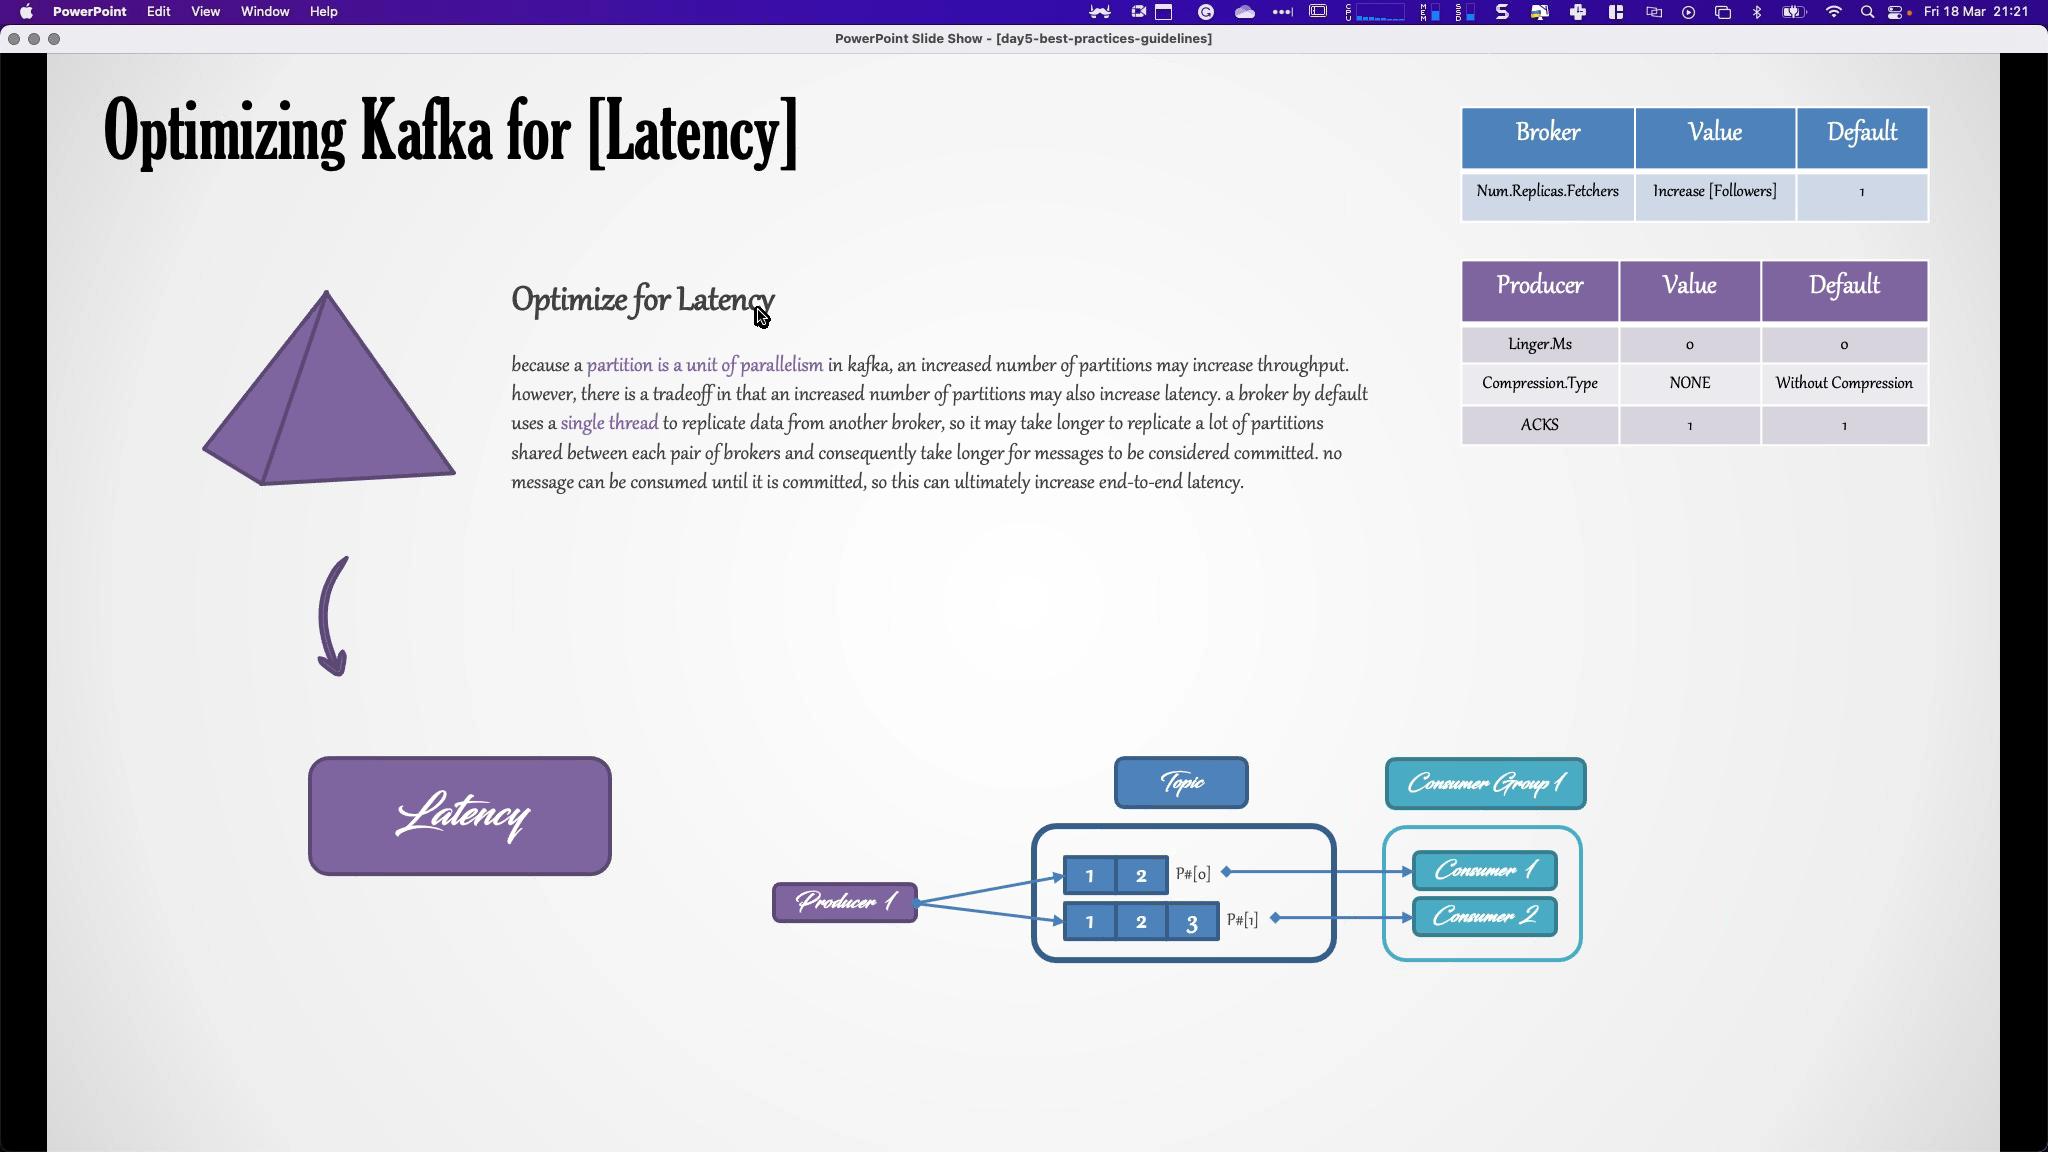 PowerPoint Edit View Window Help
Fri 18 Mar 21:21
PowerPoint Slide Show - [day5-best-practices-guidelines]
Optimizing Kafka for [Latency]
Broker Value Default
Num.Replicas.Fetchers Increase [Followers] 1
Producer Value Default
Linger.Ms 0 0
Compression.Type NONE Without Compression
ACKS 1 1
Optimize for Latency
because a partition is a unit of parallelism in kafka, an increased number of partitions may increase throughput.
however, there is a tradeoff in that an increased number of partitions may also increase latency. a broker by default
uses a single thread to replicate data from another broker, so it may take longer to replicate a lot of partitions
shared between each pair of brokers and consequently take longer for messages to be considered committed. no
message can be consumed until it is committed, so this can ultimately increase end-to-end latency.
Latency
Topic
Consumer Group 1
Producer 1
1 2 P#[0]
1 2 3 P#[1]
Consumer 1
Consumer 2